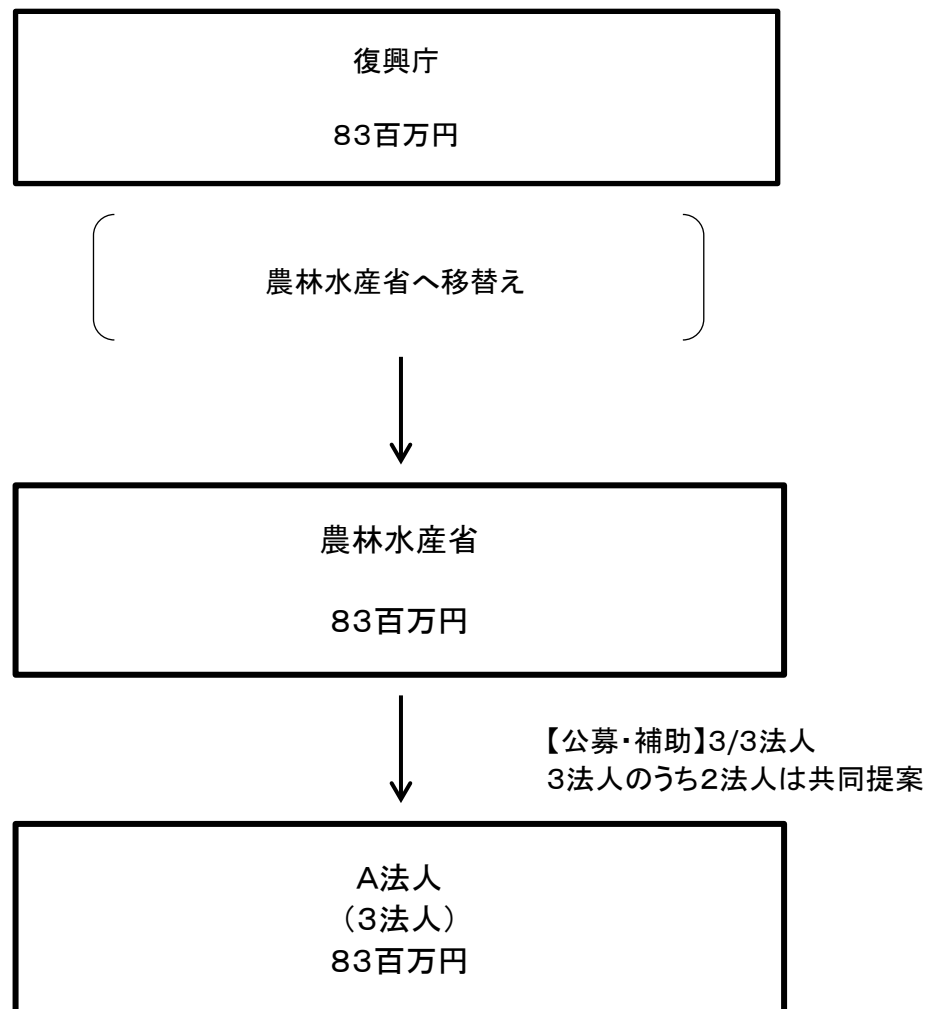 復興庁
83百万円
農林水産省へ移替え
農林水産省
83百万円
【公募・補助】3/3法人
3法人のうち2法人は共同提案
A法人
(3法人)
83百万円